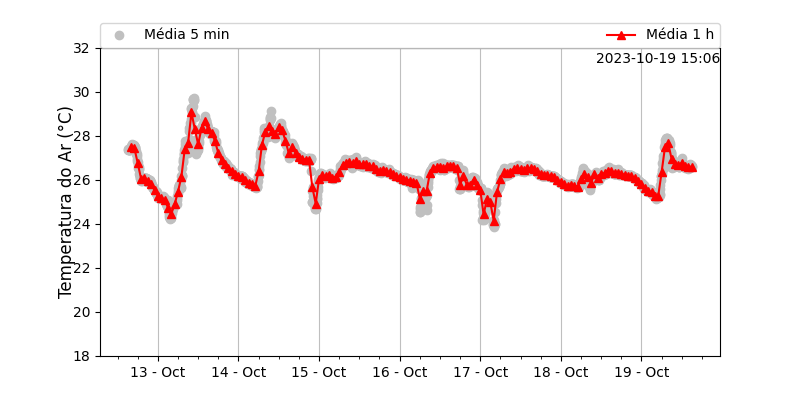 Média 5 min
Média 1 h
2023-10-19 15:06
Temperatura do Ar (°C)
32
30
28
26
24
22
20
18
13 - Oct
14 - Oct
15 - Oct
16 - Oct
17 - Oct
18 - Oct
19 - Oct